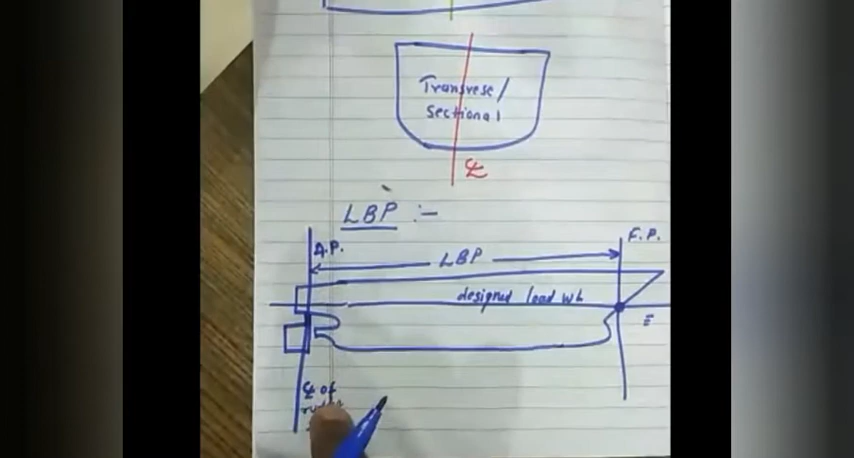 Transvese/
Sectional
℄
LBP :-
A.P.
F.P.
LBP
designed load WL
℄ of